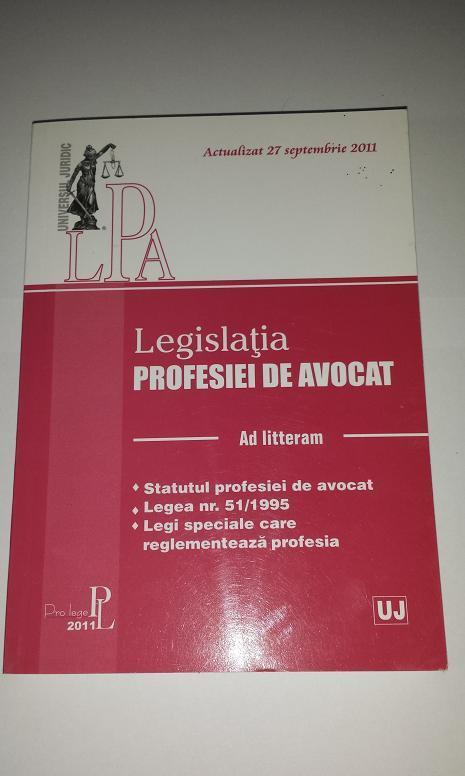 Actualizat 27 septembrie 2011
UNIVERSUL JURIDIC
LPA
Legislaţia
PROFESIEI DE AVOCAT
Ad litteram
♦ Statutul profesiei de avocat
♦ Legea nr. 51/1995
♦ Legi speciale care
reglementează profesia
Pro lege PL
2011
UJ